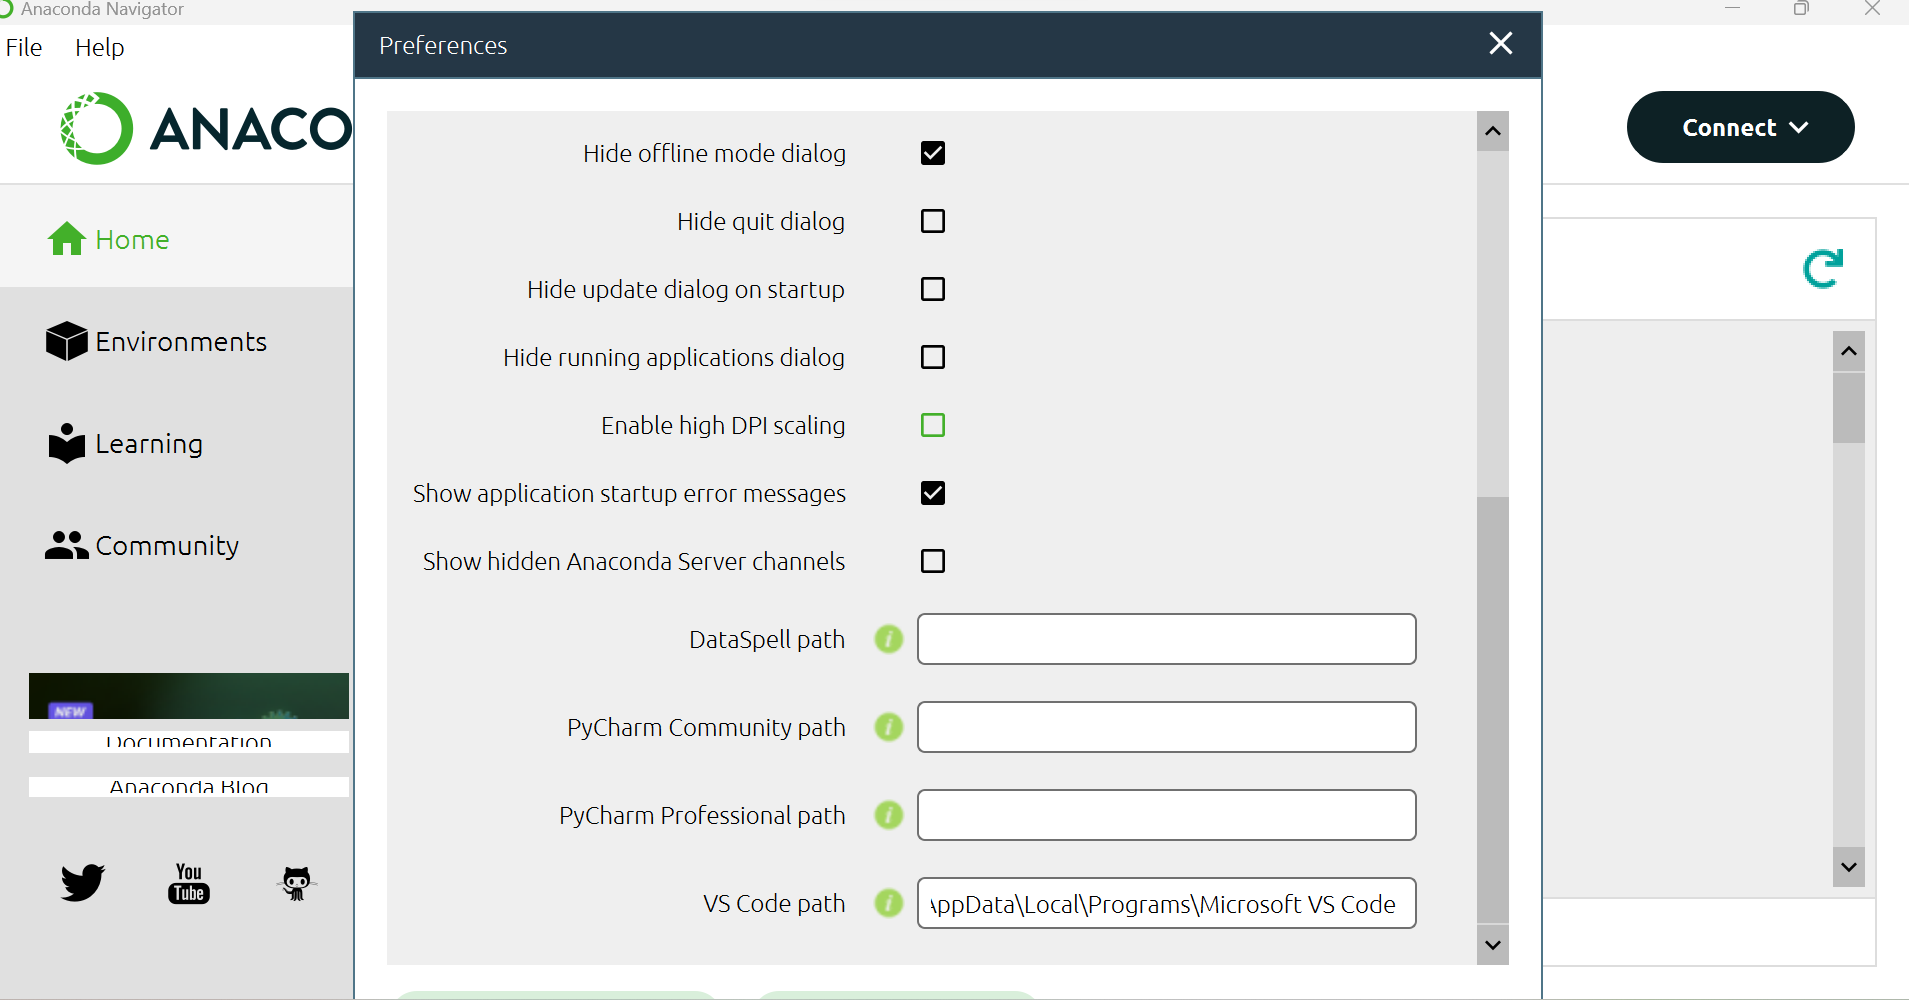 Anaconda Navigator
File Help
Preferences
ANACO
Connect
Home
Environments
Learning
Community
NEW
Documentation
Anaconda Blog
You
Tube
Hide offline mode dialog
Hide quit dialog
Hide update dialog on startup
Hide running applications dialog
Enable high DPI scaling
Show application startup error messages
Show hidden Anaconda Server channels
DataSpell path
PyCharm Community path
PyCharm Professional path
VS Code path
AppData\Local\Programs\Microsoft VS Code